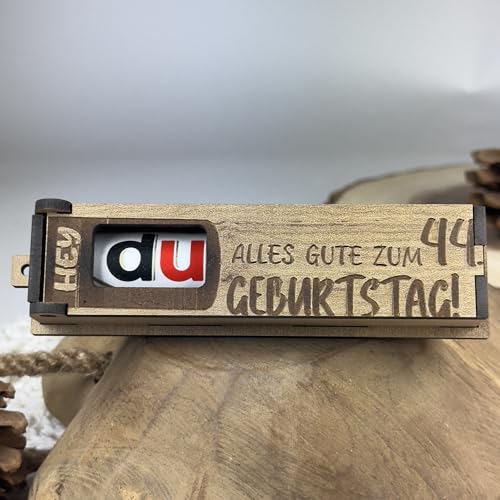 HEY
du
ALLES GUTE ZUM 44.
GEBURTSTAG!